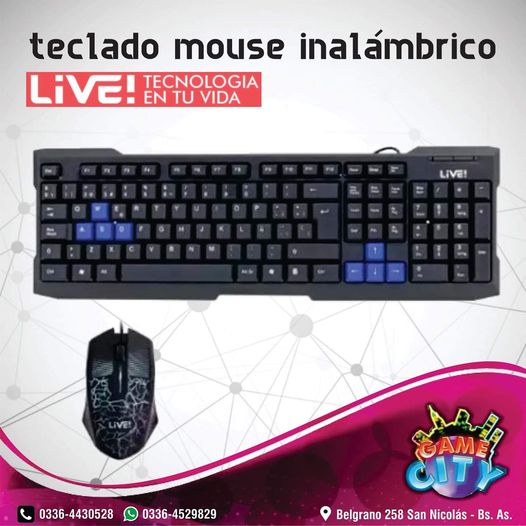 teclado mouse inalámbrico
LiVE! TECNOLOGIA
EN TU VIDA
LiVE!
LiVE!
GAME
CITY
0336-4430528 0336-4529829 Belgrano 258 San Nicolás - Bs. As.